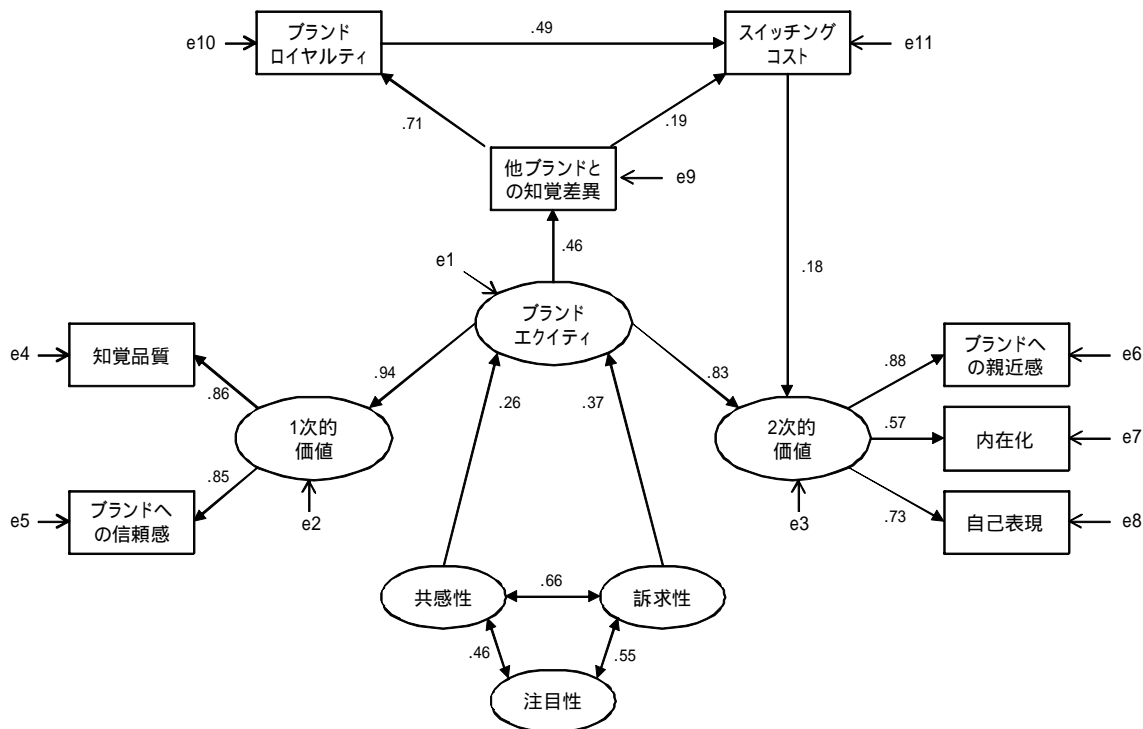 ブランド
ロイヤルティ
スイッチング
コスト
e10
.49
e11
.71
.19
他ブランドと
の知覚差異
e9
.46
.18
e1
ブランド
エクイティ
e4
知覚品質
.86
.94
.83
.88
ブランドへ
の親近感
e6
.26
.37
1次的
価値
2次的
価値
.57
内在化
e7
.85
e5
ブランドへ
の信頼感
e2
e3
.73
自己表現
e8
共感性
.66
訴求性
.46
.55
注目性